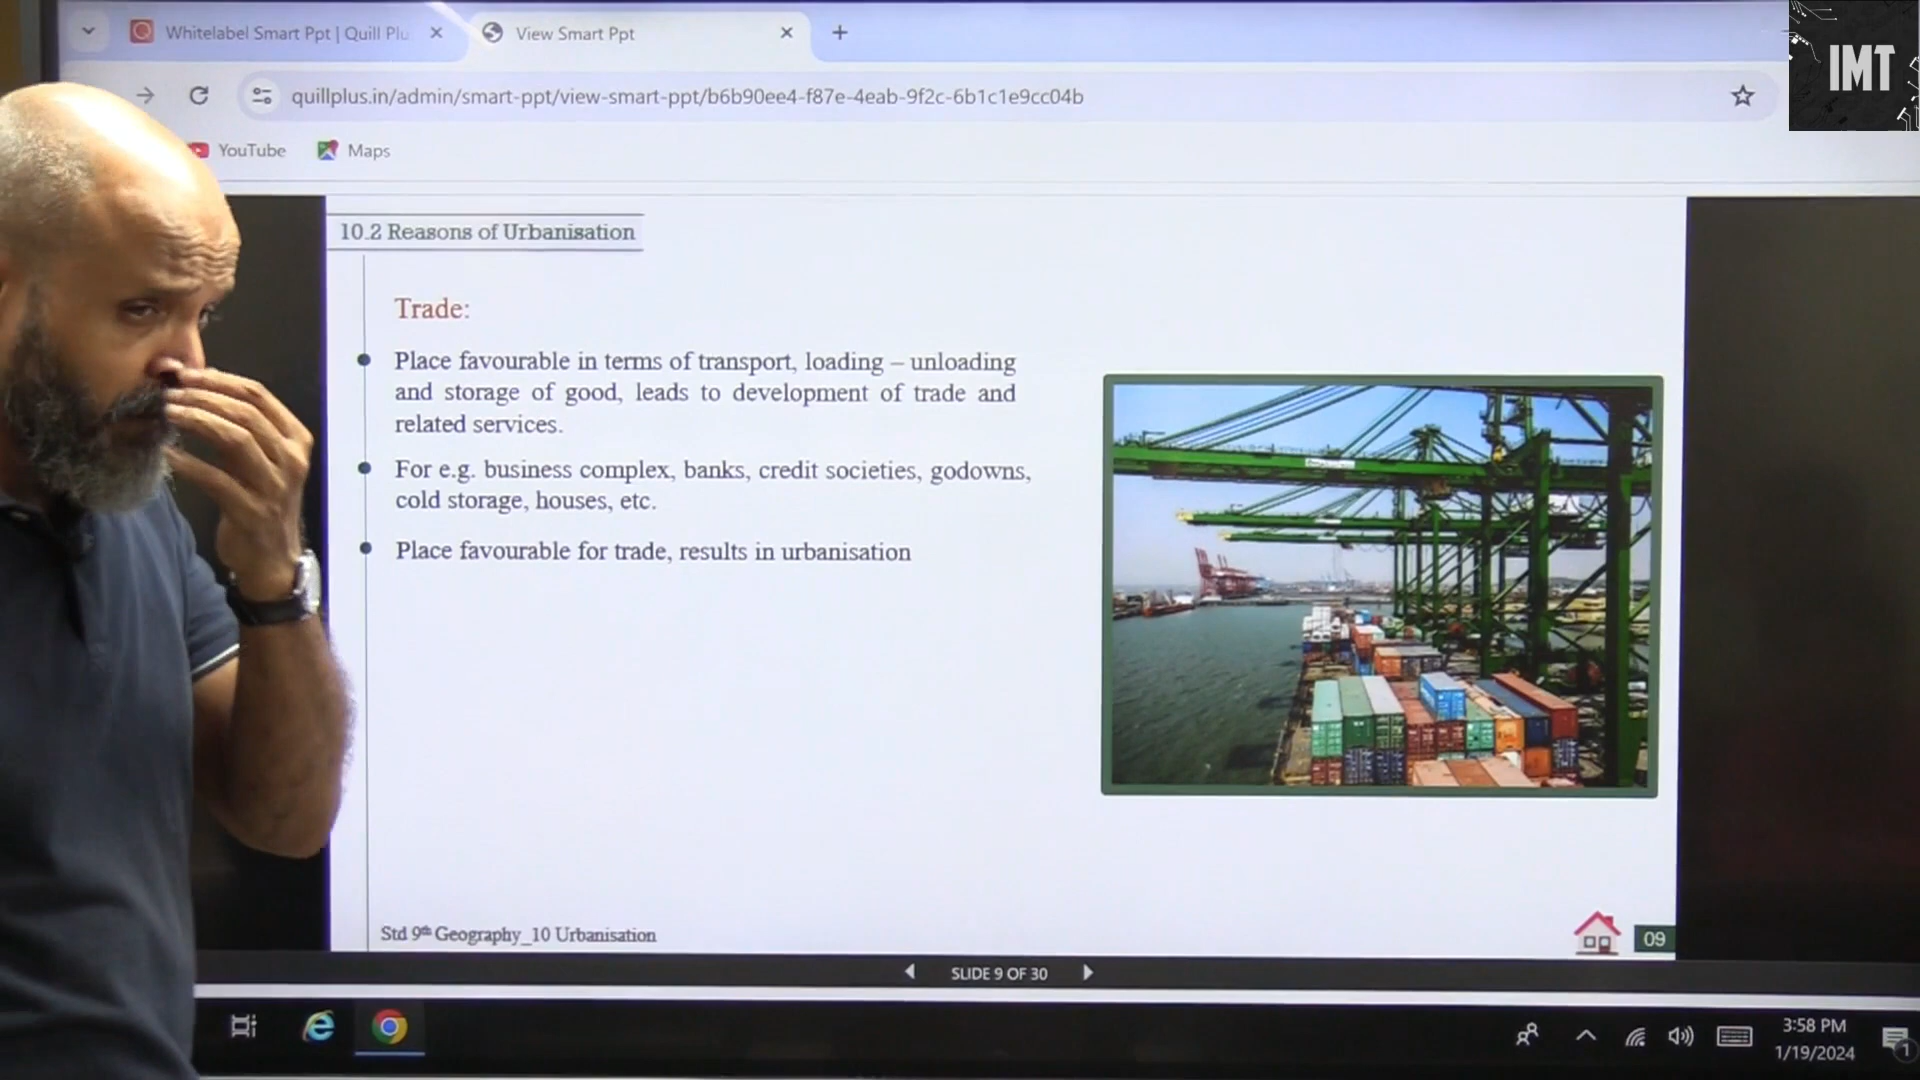 Whitelabel Smart Ppt | Quill Plu
View Smart Ppt
IMT
quillplus.in/admin/smart-ppt/view-smart-ppt/b6b90ee4-f87e-4eab-9f2c-6b1c1e9cc04b
YouTube
Maps
10.2 Reasons of Urbanisation
Trade:
Place favourable in terms of transport, loading – unloading
and storage of good, leads to development of trade and
related services.
For e.g. business complex, banks, credit societies, godowns,
cold storage, houses, etc.
Place favourable for trade, results in urbanisation
Std 9th Geography_10 Urbanisation
09
SLIDE 9 OF 30
3:58 PM
1/19/2024
1